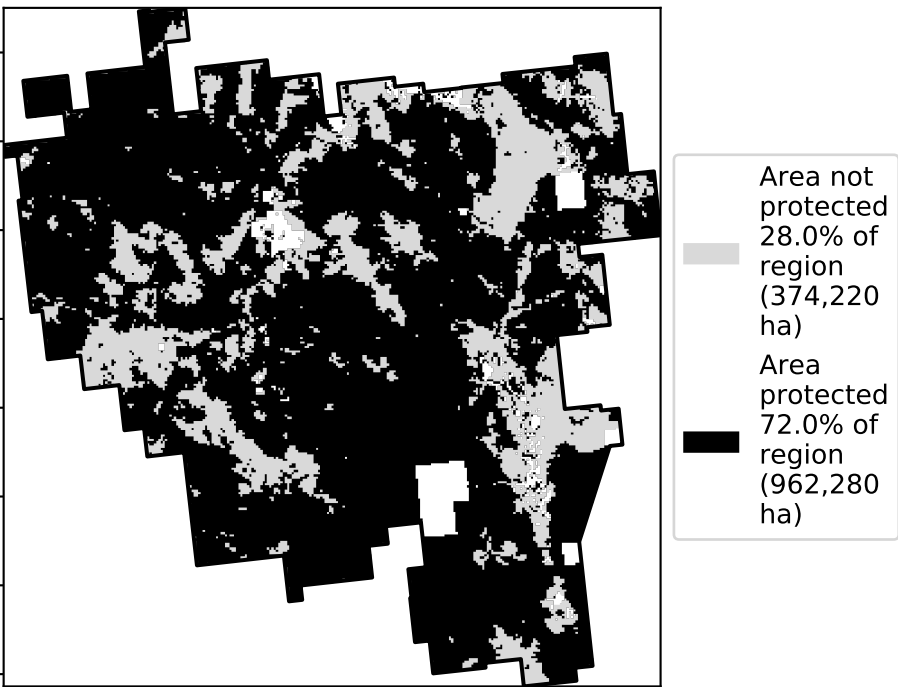 Area not
protected
28.0% of
region
(374,220
ha)
Area
protected
72.0% of
region
(962,280
ha)